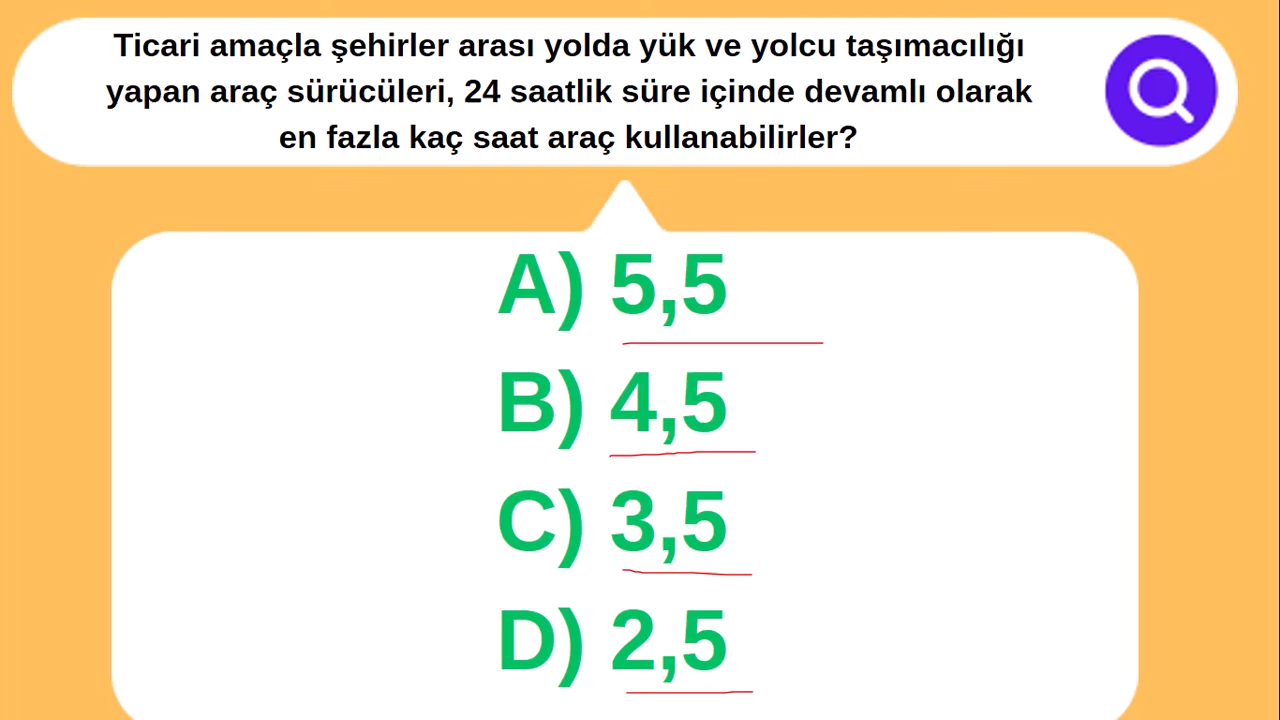 Ticari amaçla şehirler arası yolda yük ve yolcu taşımacılığı
yapan araç sürücüleri, 24 saatlik süre içinde devamlı olarak
en fazla kaç saat araç kullanabilirler?
A) 5,5
B) 4,5
C) 3,5
D) 2,5